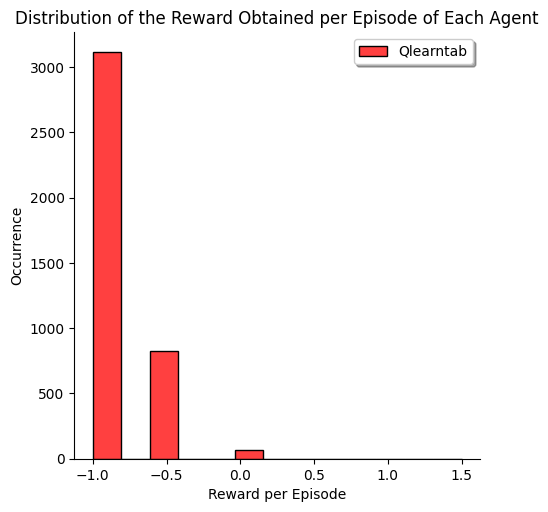 Distribution of the Reward Obtained per Episode of Each Agent
Qlearntab
3000
2500
2000
1500
1000
500
0
Occurrence
−1.0 −0.5 0.0 0.5 1.0 1.5
Reward per Episode